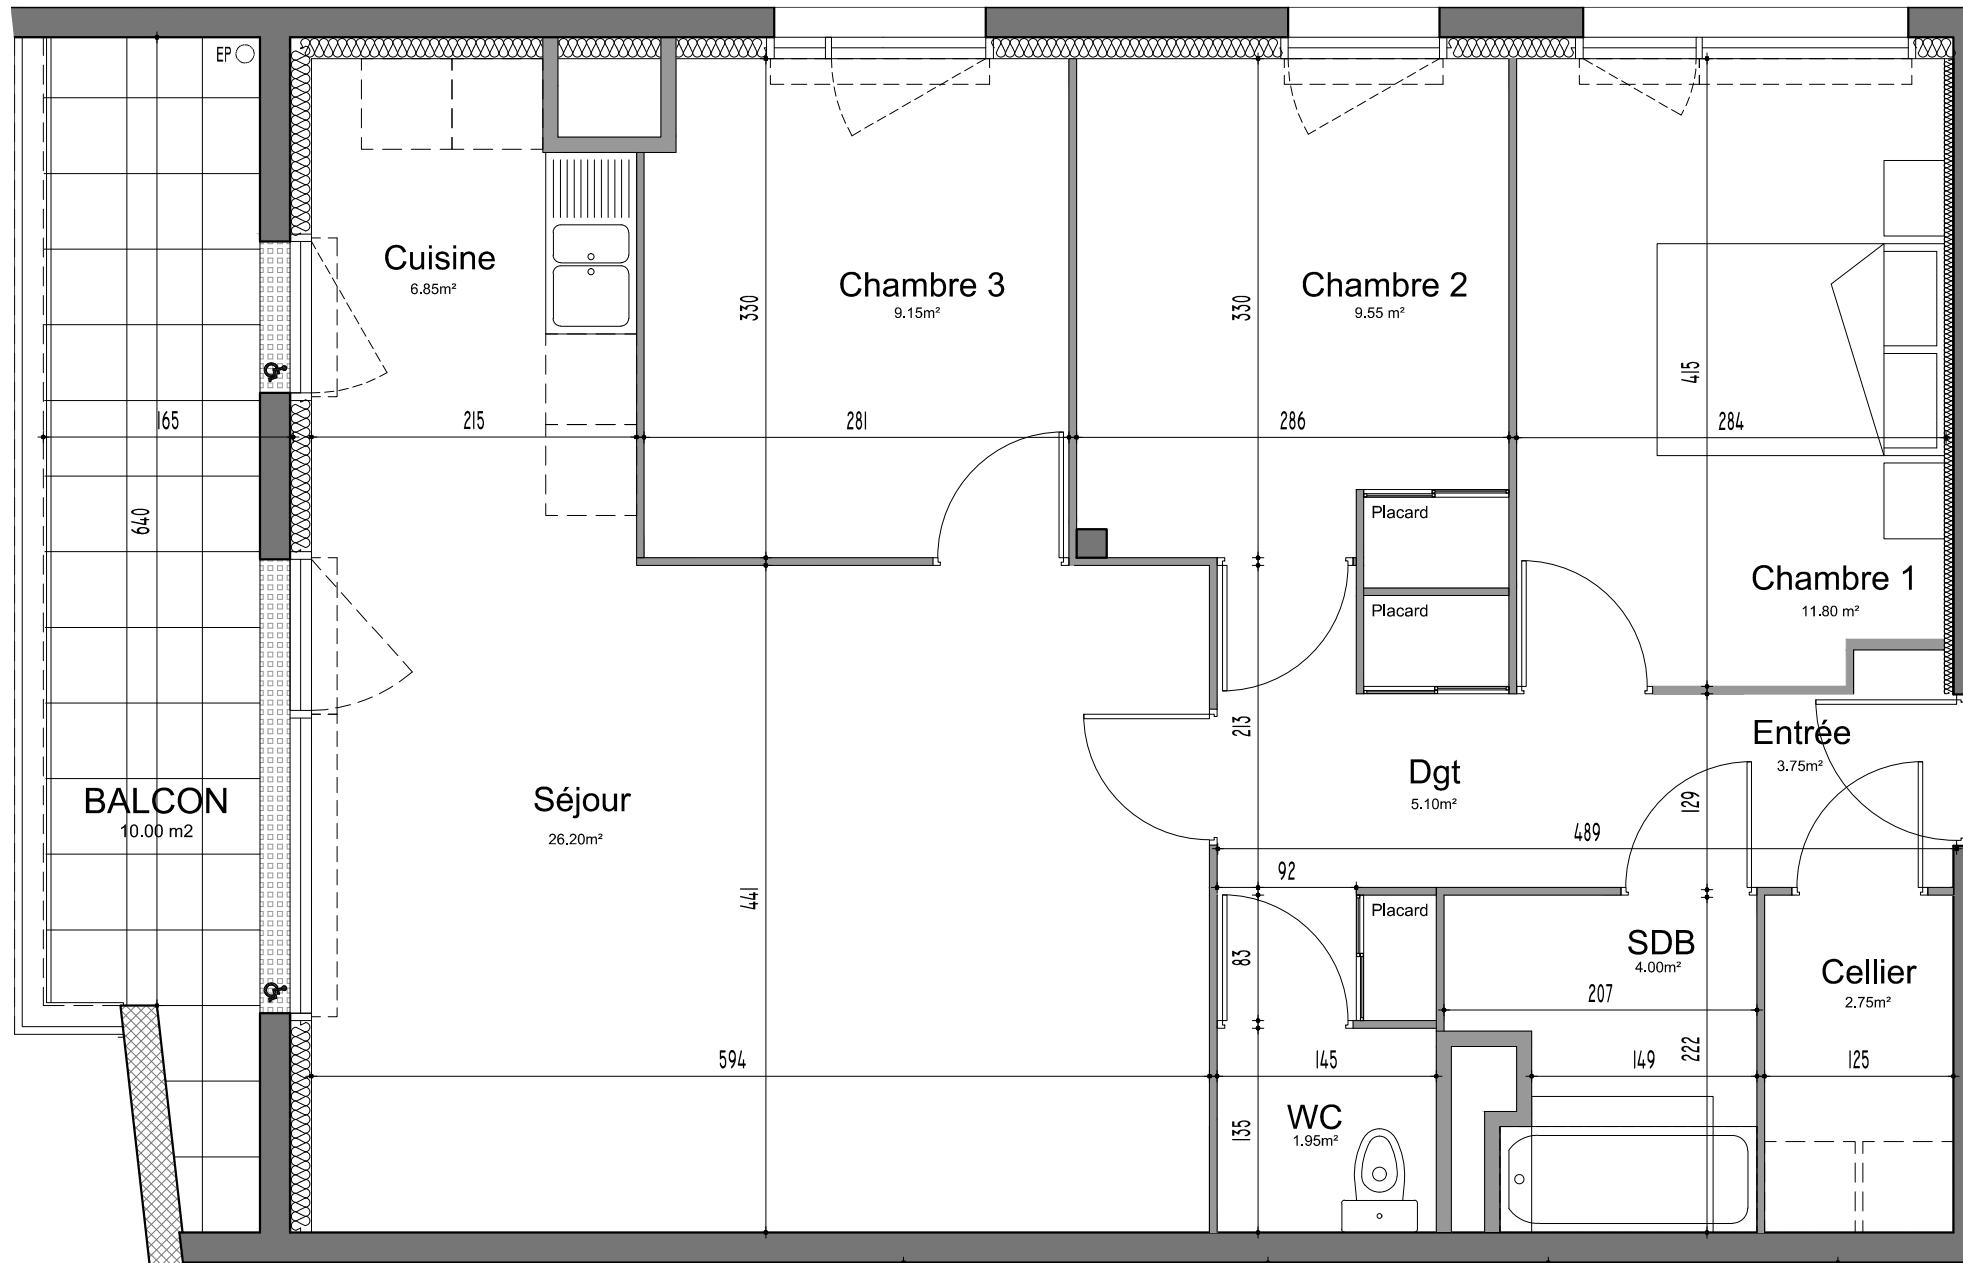 EP
Cuisine
6.85m²
Chambre 3
9.15m²
Chambre 2
9.55 m²
330
330
415
165
215
281
286
284
640
Placard
Placard
Chambre 1
11.80 m²
213
Entrée
3.75m²
Dgt
5.10m²
129
BALCON
10.00 m2
Séjour
26.20m²
489
92
441
Placard
83
SDB
4.00m²
Cellier
2.75m²
207
594
145
222
149
125
WC
1.95m²
135